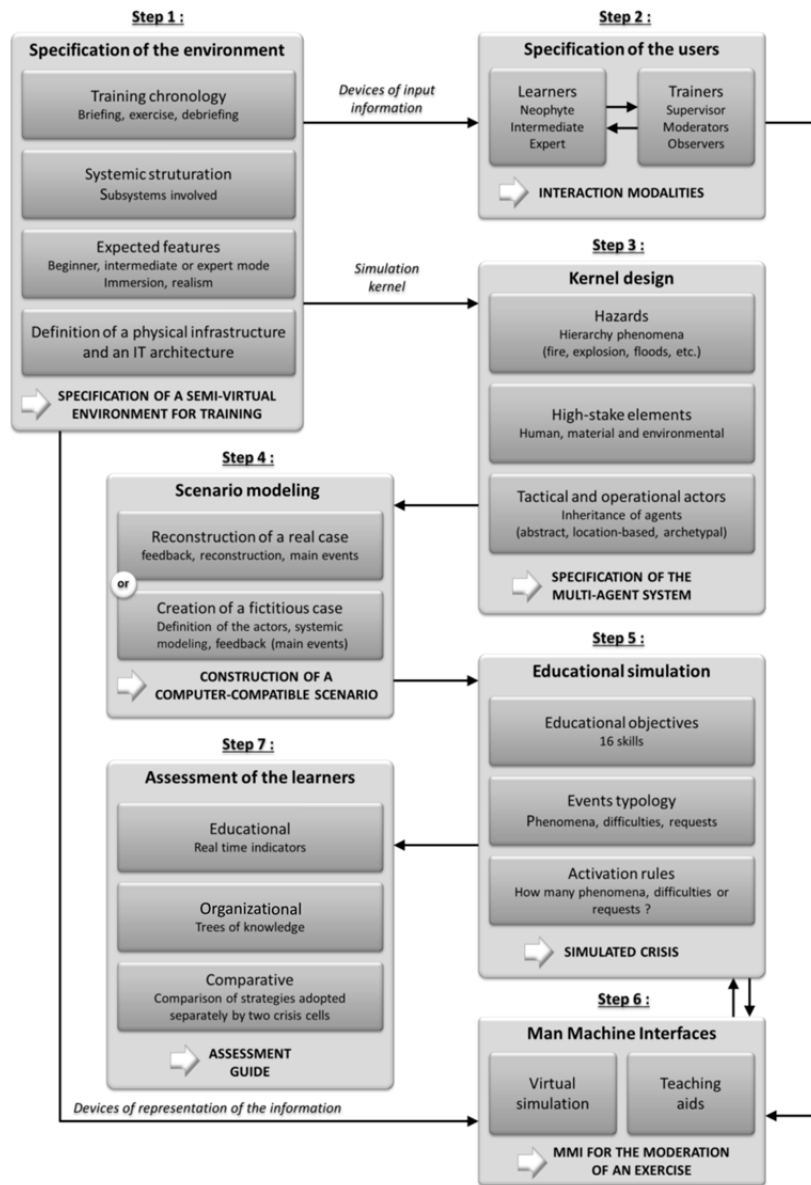 Step 1 :
Specification of the environment
Training chronology
Briefing, exercise, debriefing
Systemic struturation
Subsystems involved
Expected features
Beginner, intermediate or expert mode
Immersion, realism
Definition of a physical infrastructure
and an IT architecture
SPECIFICATION OF A SEMI-VIRTUAL
ENVIRONMENT FOR TRAINING
Devices of input
information
Step 2 :
Specification of the users
Learners
Neophyte
Intermediate
Expert
Trainers
Supervisor
Moderators
Observers
INTERACTION MODALITIES
Simulation
kernel
Step 3 :
Kernel design
Hazards
Hierarchy phenomena
(fire, explosion, floods, etc.)
High-stake elements
Human, material and environmental
Tactical and operational actors
Inheritance of agents
(abstract, location-based, archetypal)
SPECIFICATION OF THE
MULTI-AGENT SYSTEM
Step 4 :
Scenario modeling
Reconstruction of a real case
feedback, reconstruction, main events
or
Creation of a fictitious case
Definition of the actors, systemic
modeling, feedback (main events)
CONSTRUCTION OF A
COMPUTER-COMPATIBLE SCENARIO
Step 5 :
Educational simulation
Educational objectives
16 skills
Events typology
Phenomena, difficulties, requests
Activation rules
How many phenomena, difficulties or
requests ?
SIMULATED CRISIS
Step 7 :
Assessment of the learners
Educational
Real time indicators
Organizational
Trees of knowledge
Comparative
Comparison of strategies adopted
separately by two crisis cells
ASSESSMENT
GUIDE
Devices of representation of the information
Step 6 :
Man Machine Interfaces
Virtual
simulation
Teaching
aids
MMI FOR THE MODERATION
OF AN EXERCISE